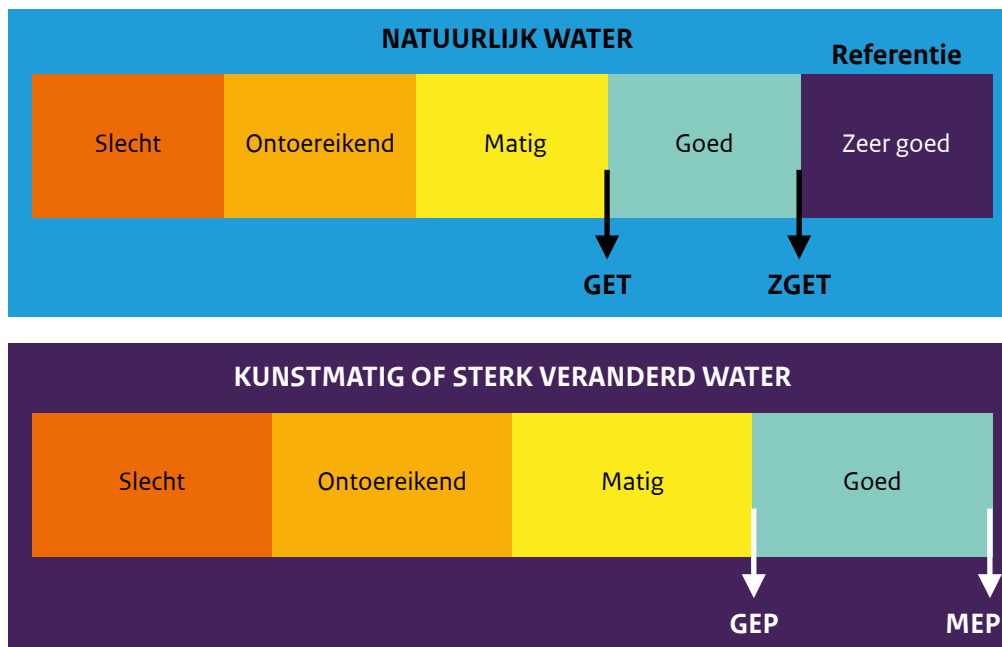 NATUURLIJK WATER
Referentie
Slecht
Ontoereikend
Matig
Goed
Zeer goed
GET
ZGET
KUNSTMATIG OF STERK VERANDERD WATER
Slecht
Ontoereikend
Matig
Goed
GEP
MEP